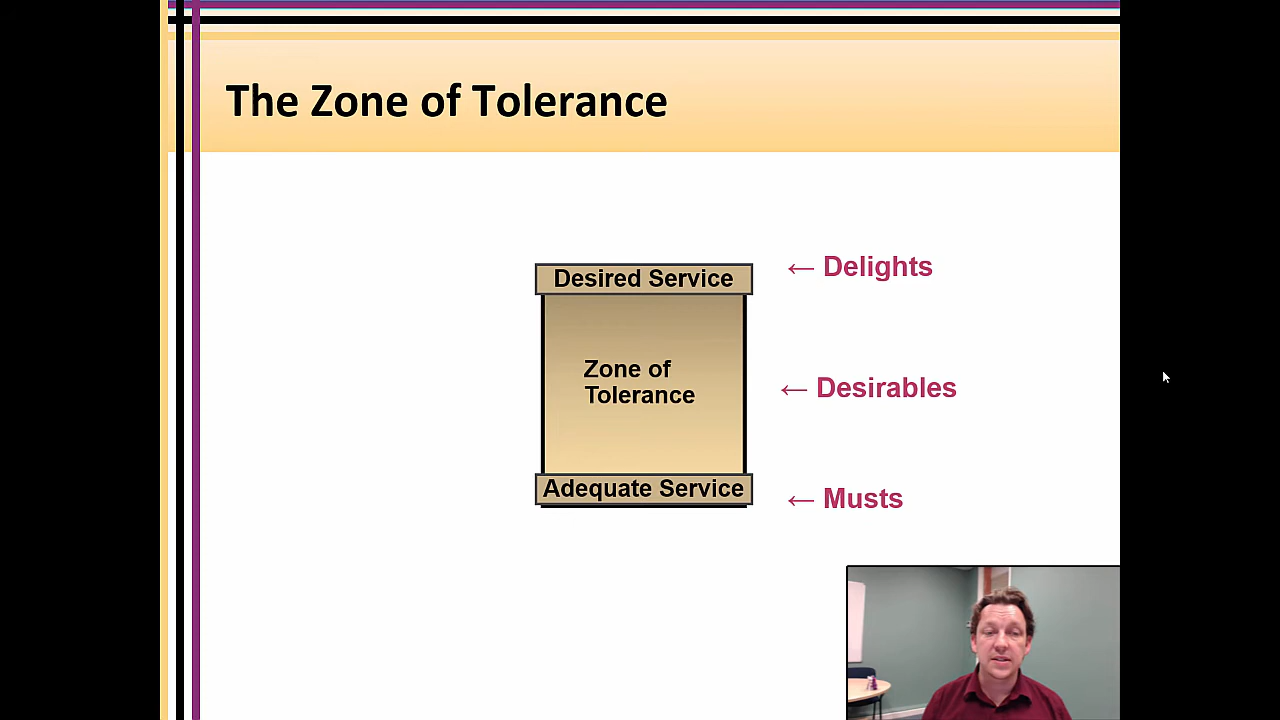 The Zone of Tolerance
Desired Service
← Delights
Zone of
Tolerance
← Desirables
Adequate Service
← Musts